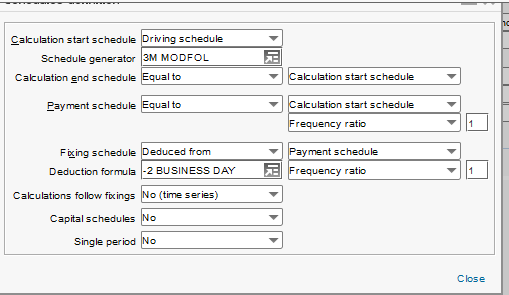 Calculation start schedule Driving schedule
Schedule generator 3M MODFOL
Calculation end schedule Equal to Calculation start schedule
Payment schedule Equal to Calculation start schedule
Frequency ratio 1
Fixing schedule Deduced from Payment schedule
Deduction formula -2 BUSINESS DAY Frequency ratio 1
Calculations follow fixings No (time series)
Capital schedules No
Single period No
Close